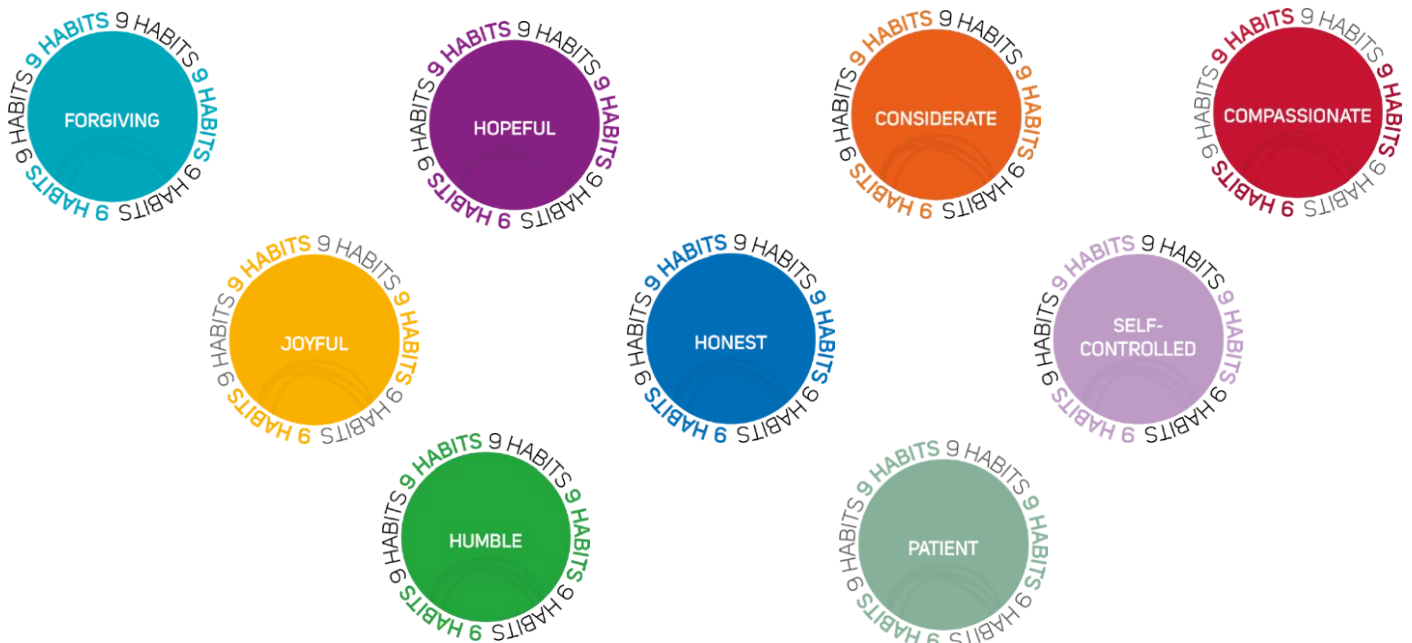 9 HABITS 9 HABITS 9 HABITS 9 HABITS 9 HABITS 9 HABITS
FORGIVING
9 HABITS 9 HABITS 9 HABITS 9 HABITS 9 HABITS 9 HABITS
HOPEFUL
9 HABITS 9 HABITS 9 HABITS 9 HABITS 9 HABITS 9 HABITS
CONSIDERATE
9 HABITS 9 HABITS 9 HABITS 9 HABITS 9 HABITS 9 HABITS
COMPASSIONATE
9 HABITS 9 HABITS 9 HABITS 9 HABITS 9 HABITS 9 HABITS
JOYFUL
9 HABITS 9 HABITS 9 HABITS 9 HABITS 9 HABITS 9 HABITS
HONEST
9 HABITS 9 HABITS 9 HABITS 9 HABITS 9 HABITS 9 HABITS
SELF-
CONTROLLED
9 HABITS 9 HABITS 9 HABITS 9 HABITS 9 HABITS 9 HABITS
HUMBLE
9 HABITS 9 HABITS 9 HABITS 9 HABITS 9 HABITS 9 HABITS
PATIENT